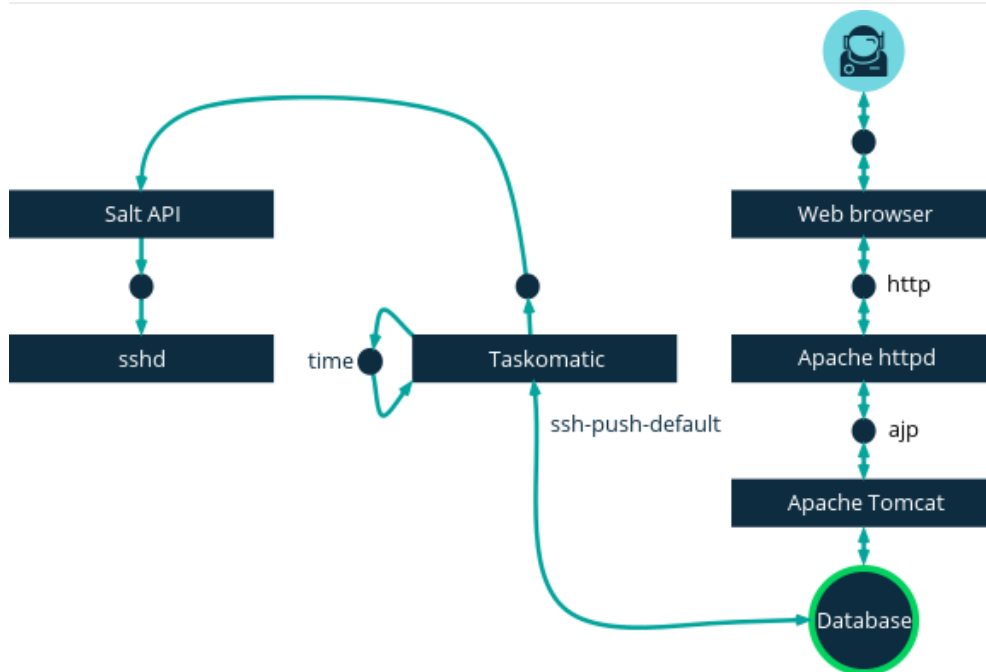 Salt API
Web browser
http
sshd
time
Taskomatic
Apache httpd
ssh-push-default
ajp
Apache Tomcat
Database